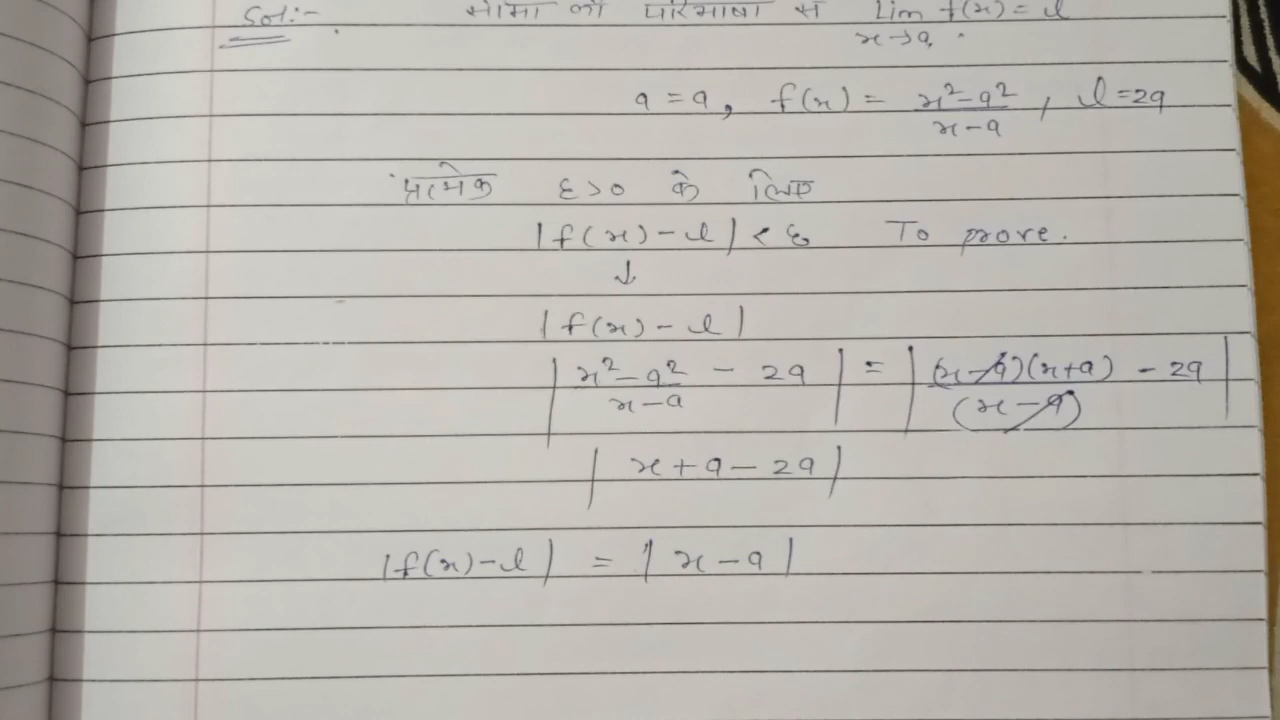 Sol:- सीमा की परिभाषा से Lim f(x) = l
x→a
a = a, f(x) = x²-a² / x-a , l = 2a
प्रत्येक ε>0 के लिए
|f(x)-l| < ε To prove.
↓
|f(x)-l|
| x²-a² / x-a - 2a | = | (x-a)(x+a) / (x-a) - 2a |
| x+a-2a |
|f(x)-l| = | x-a |